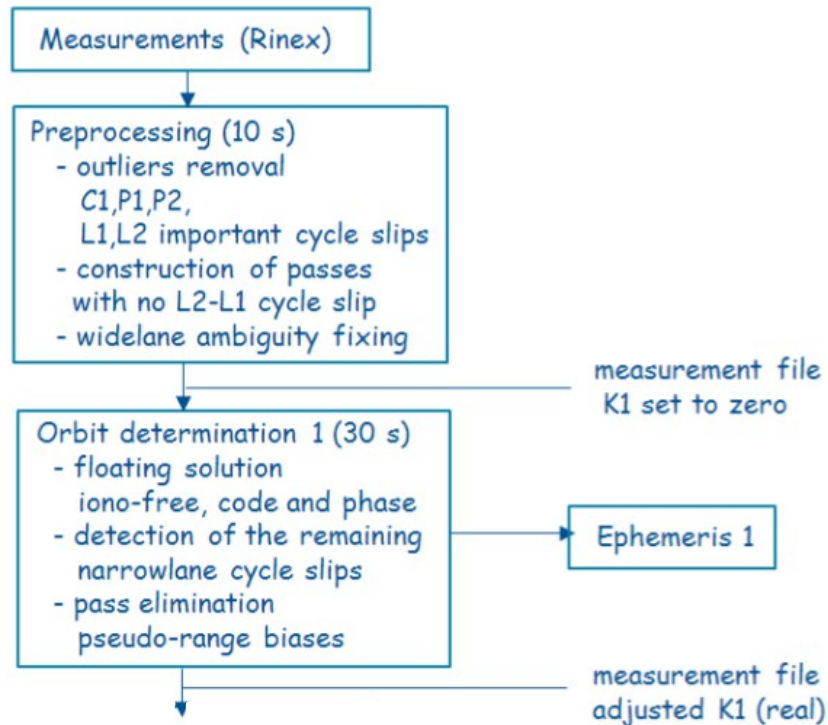 Measurements (Rinex)
Preprocessing (10 s)
- outliers removal
C1,P1,P2,
L1,L2 important cycle slips
- construction of passes
with no L2-L1 cycle slip
- widelane ambiguity fixing
measurement file
K1 set to zero
Orbit determination 1 (30 s)
- floating solution
iono-free, code and phase
- detection of the remaining
narrowlane cycle slips
- pass elimination
pseudo-range biases
Ephemeris 1
measurement file
adjusted K1 (real)